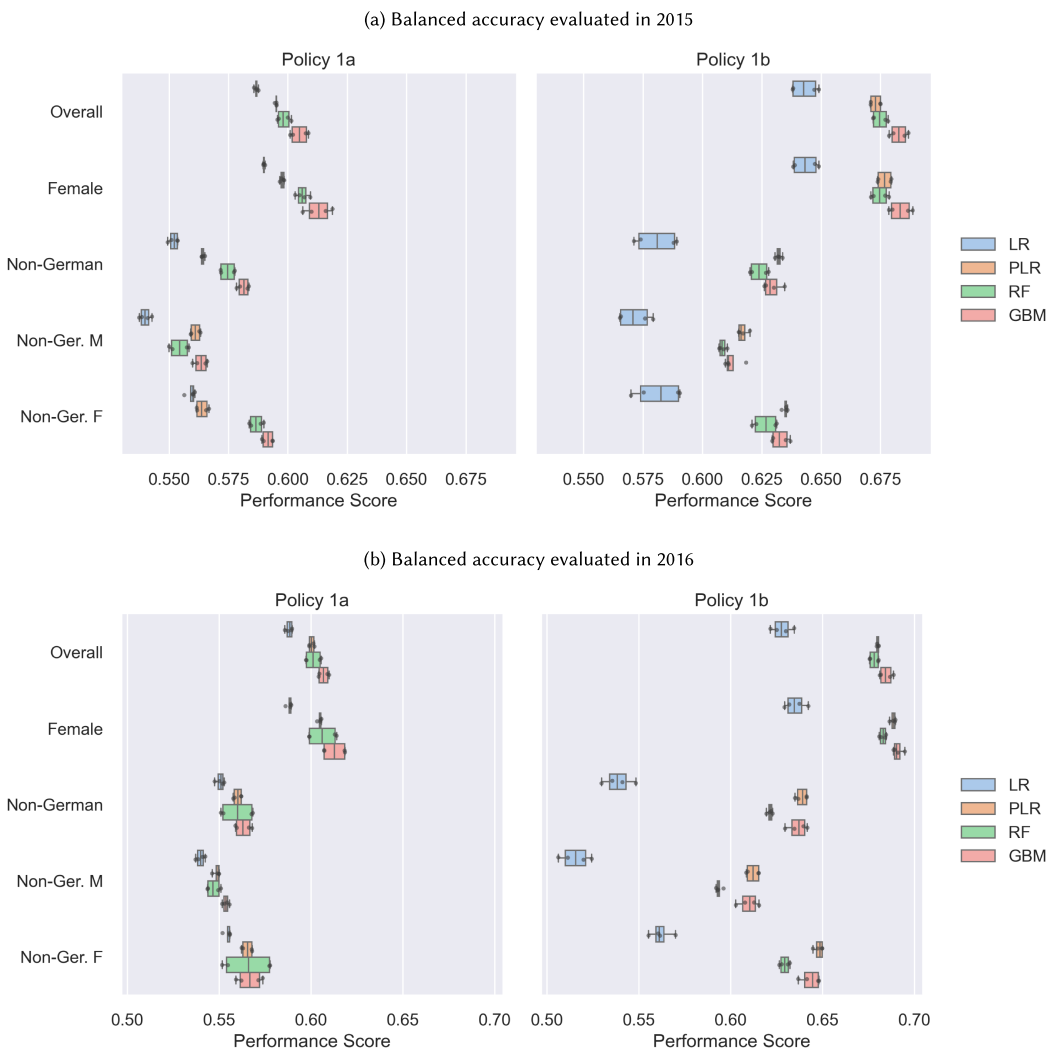 (a) Balanced accuracy evaluated in 2015
Policy 1a
Policy 1b
Overall
Female
Non-German
Non-Ger. M
Non-Ger. F
LR
PLR
RF
GBM
0.550 0.575 0.600 0.625 0.650 0.675
0.550 0.575 0.600 0.625 0.650 0.675
Performance Score
Performance Score
(b) Balanced accuracy evaluated in 2016
Policy 1a
Policy 1b
Overall
Female
Non-German
Non-Ger. M
Non-Ger. F
LR
PLR
RF
GBM
0.50 0.55 0.60 0.65 0.70
0.50 0.55 0.60 0.65 0.70
Performance Score
Performance Score